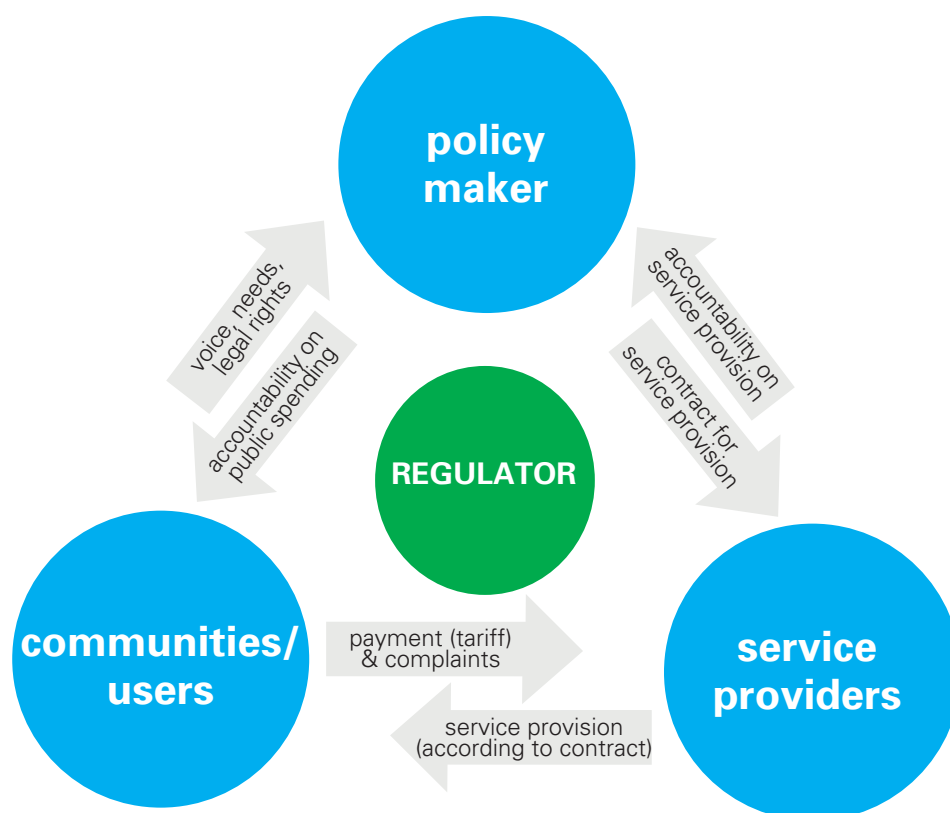 policy
maker
voice, needs,
legal rights
accountability on
public spending
accountability on
service provision
contract for
service provision
REGULATOR
communities/
users
payment (tariff)
& complaints
service provision
(according to contract)
service
providers